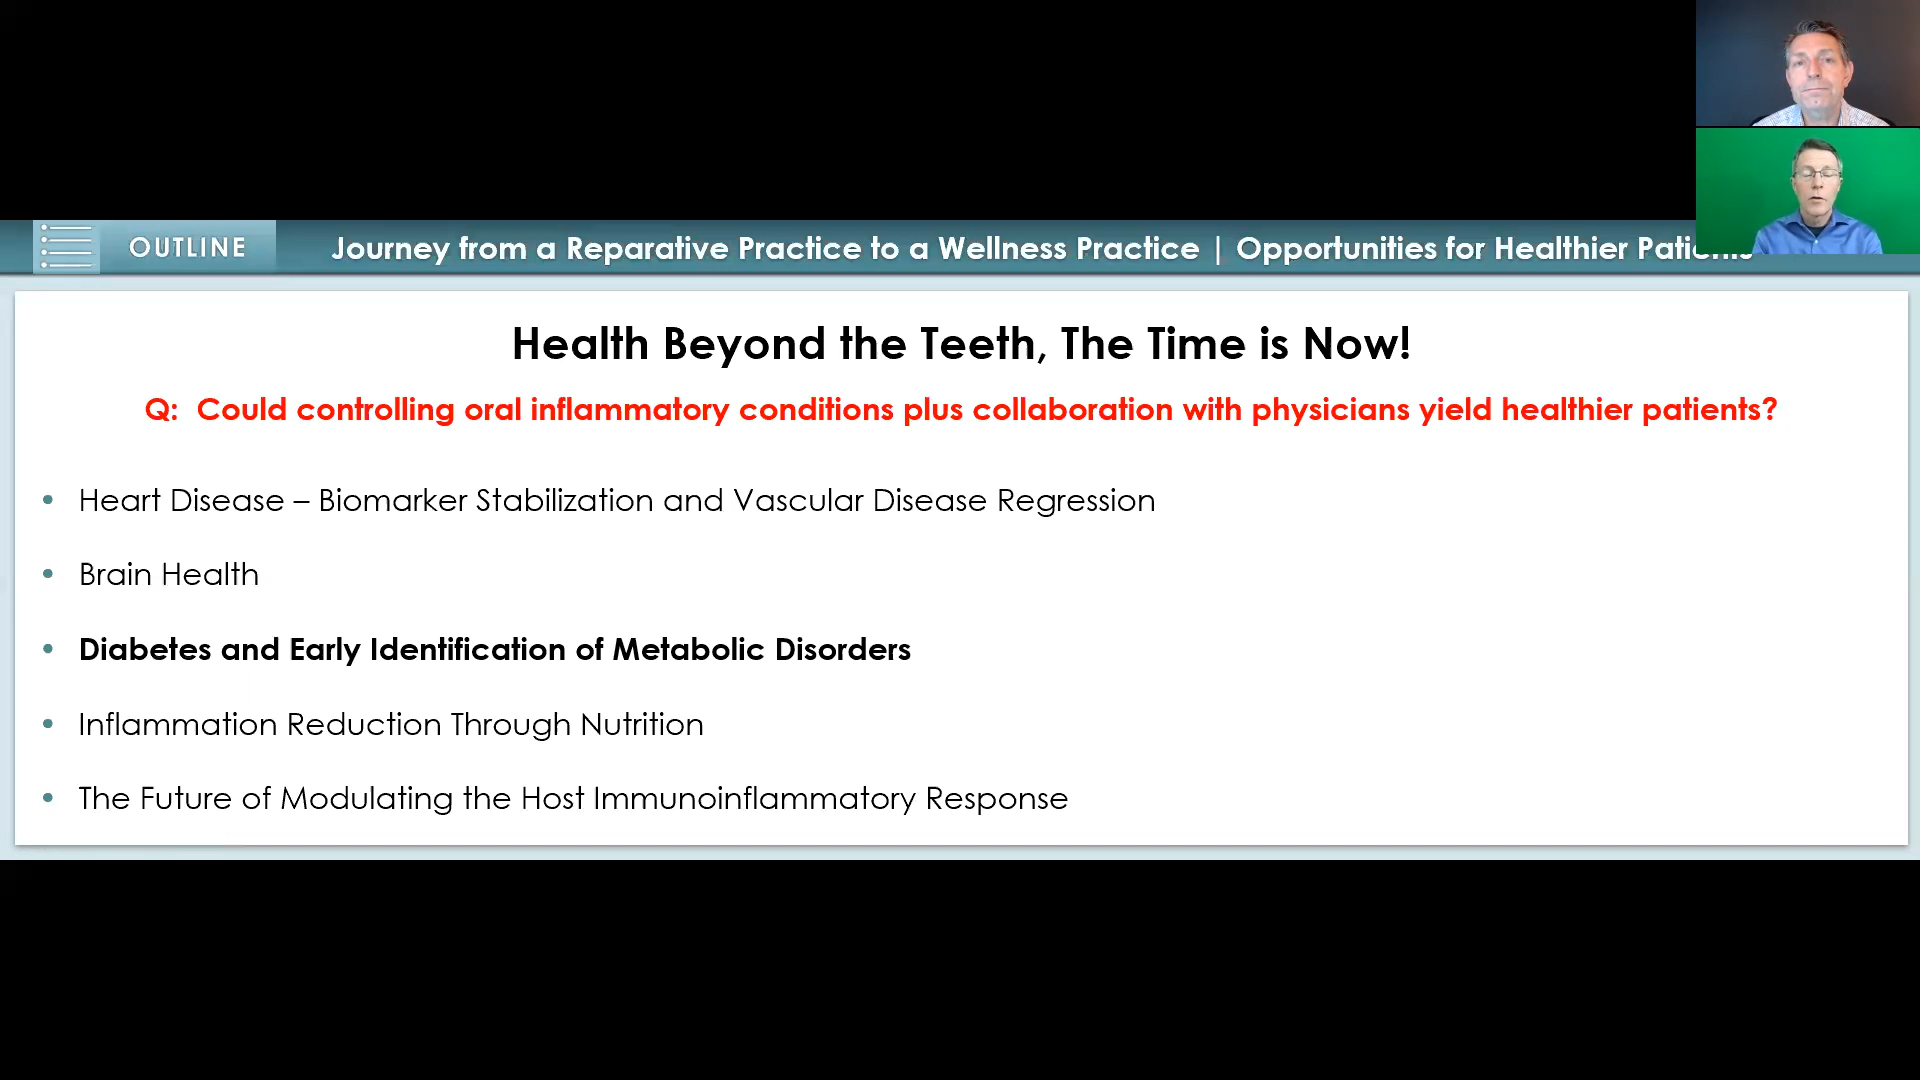 OUTLINE
Journey from a Reparative Practice to a Wellness Practice | Opportunities for Healthier Patients
Health Beyond the Teeth, The Time is Now!
Q: Could controlling oral inflammatory conditions plus collaboration with physicians yield healthier patients?
• Heart Disease – Biomarker Stabilization and Vascular Disease Regression
• Brain Health
• Diabetes and Early Identification of Metabolic Disorders
• Inflammation Reduction Through Nutrition
• The Future of Modulating the Host Immunoinflammatory Response